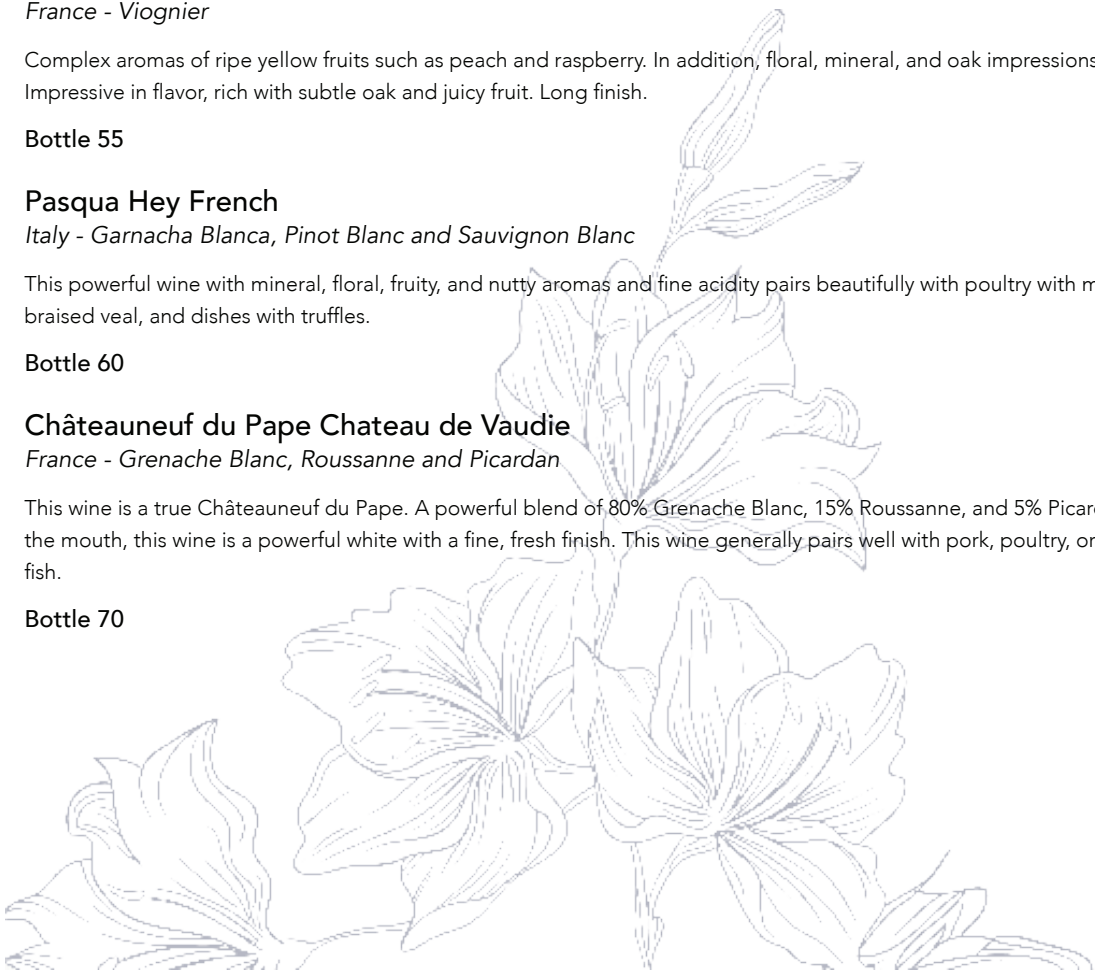 France - Viognier
Complex aromas of ripe yellow fruits such as peach and raspberry. In addition, floral, mineral, and oak impressions
Impressive in flavor, rich with subtle oak and juicy fruit. Long finish.
Bottle 55
Pasqua Hey French
Italy - Garnacha Blanca, Pinot Blanc and Sauvignon Blanc
This powerful wine with mineral, floral, fruity, and nutty aromas and fine acidity pairs beautifully with poultry with
braised veal, and dishes with truffles.
Bottle 60
Châteauneuf du Pape Chateau de Vaudie
France - Grenache Blanc, Roussanne and Picardan
This wine is a true Châteauneuf du Pape. A powerful blend of 80% Grenache Blanc, 15% Roussanne, and 5%
the mouth, this wine is a powerful white with a fine, fresh finish. This wine generally pairs well with pork, poultry, or
fish.
Bottle 70